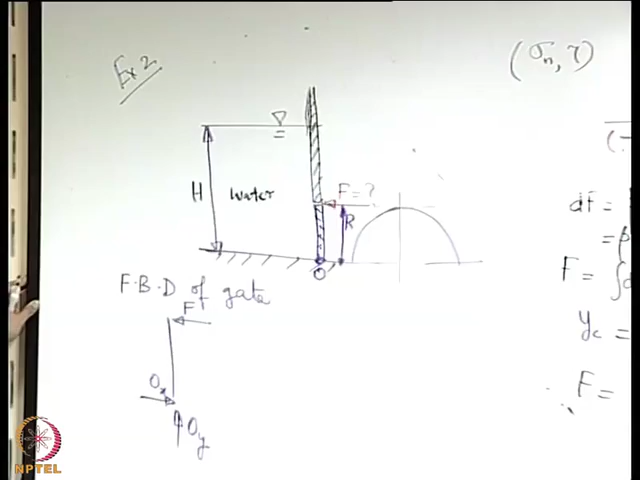 Ex 2
(σn, τ)
H
water
F = ?
R
O
F.B.D of gate
F
Ox
Oy
dF =
F = ∫
yc =
F =
NPTEL